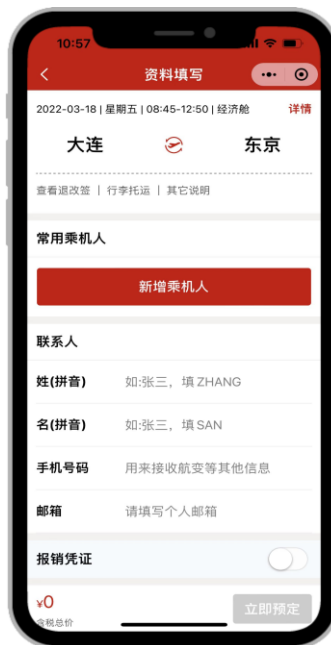 10:57
资料填写
2022-03-18 | 星期五 | 08:45-12:50 | 经济舱 详情
大连 东京
查看退改签 | 行李托运 | 其它说明
常用乘机人
新增乘机人
联系人
姓(拼音) 如:张三，填 ZHANG
名(拼音) 如:张三，填 SAN
手机号码 用来接收航变等其他信息
邮箱 请填写个人邮箱
报销凭证
¥0
含税总价
立即预定